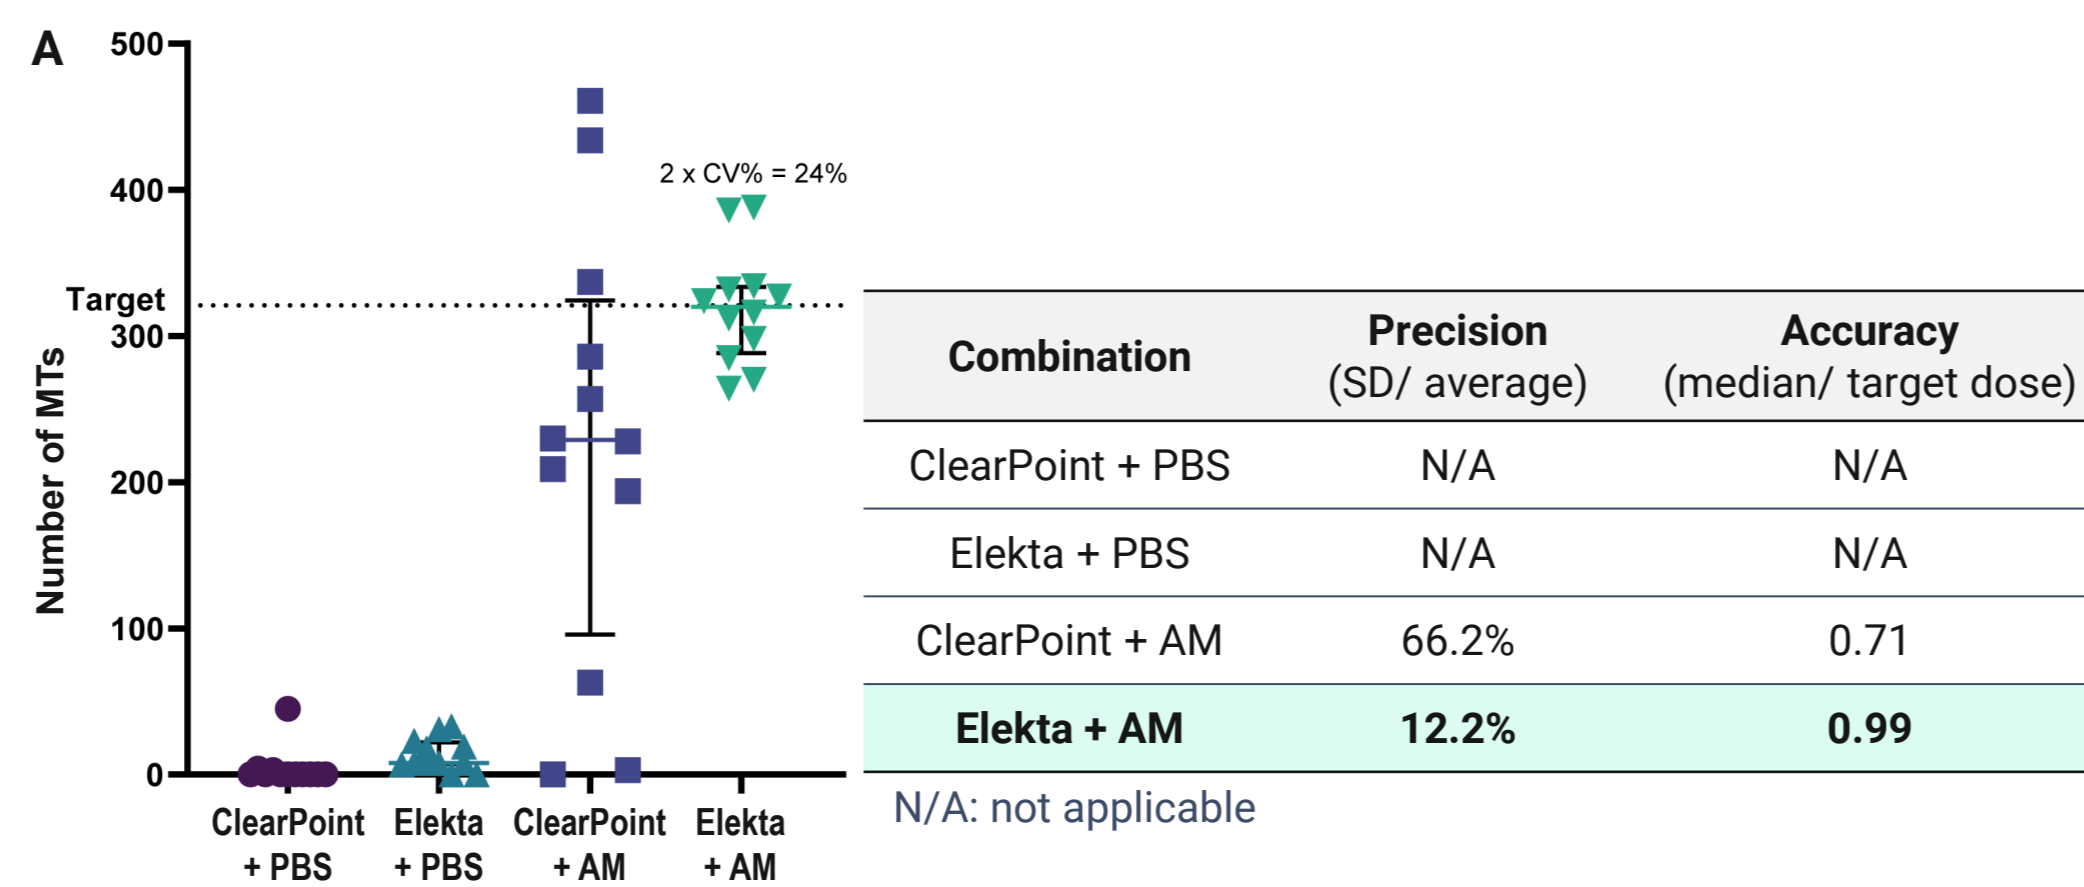 A
500
400
Target
300
200
100
0
Number of MTs
2 x CV% = 24%
ClearPoint
+ PBS
Elekta
+ PBS
ClearPoint
+ AM
Elekta
+ AM
Combination Precision (SD/ average) Accuracy (median/ target dose)
ClearPoint + PBS N/A N/A
Elekta + PBS N/A N/A
ClearPoint + AM 66.2% 0.71
Elekta + AM 12.2% 0.99
N/A: not applicable